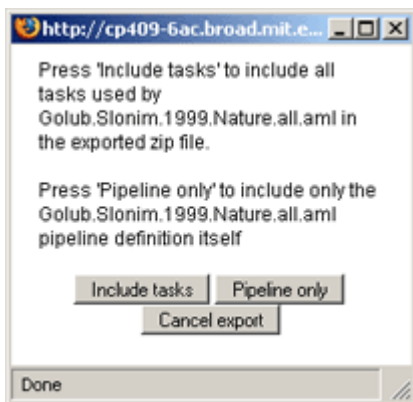 http://cp409-6ac.broad.mit.e...
Press 'Include tasks' to include all
tasks used by
Golub.Slonim.1999.Nature.all.aml in
the exported zip file.
Press 'Pipeline only' to include only the
Golub.Slonim.1999.Nature.all.aml
pipeline definition itself
Include tasks Pipeline only
Cancel export
Done